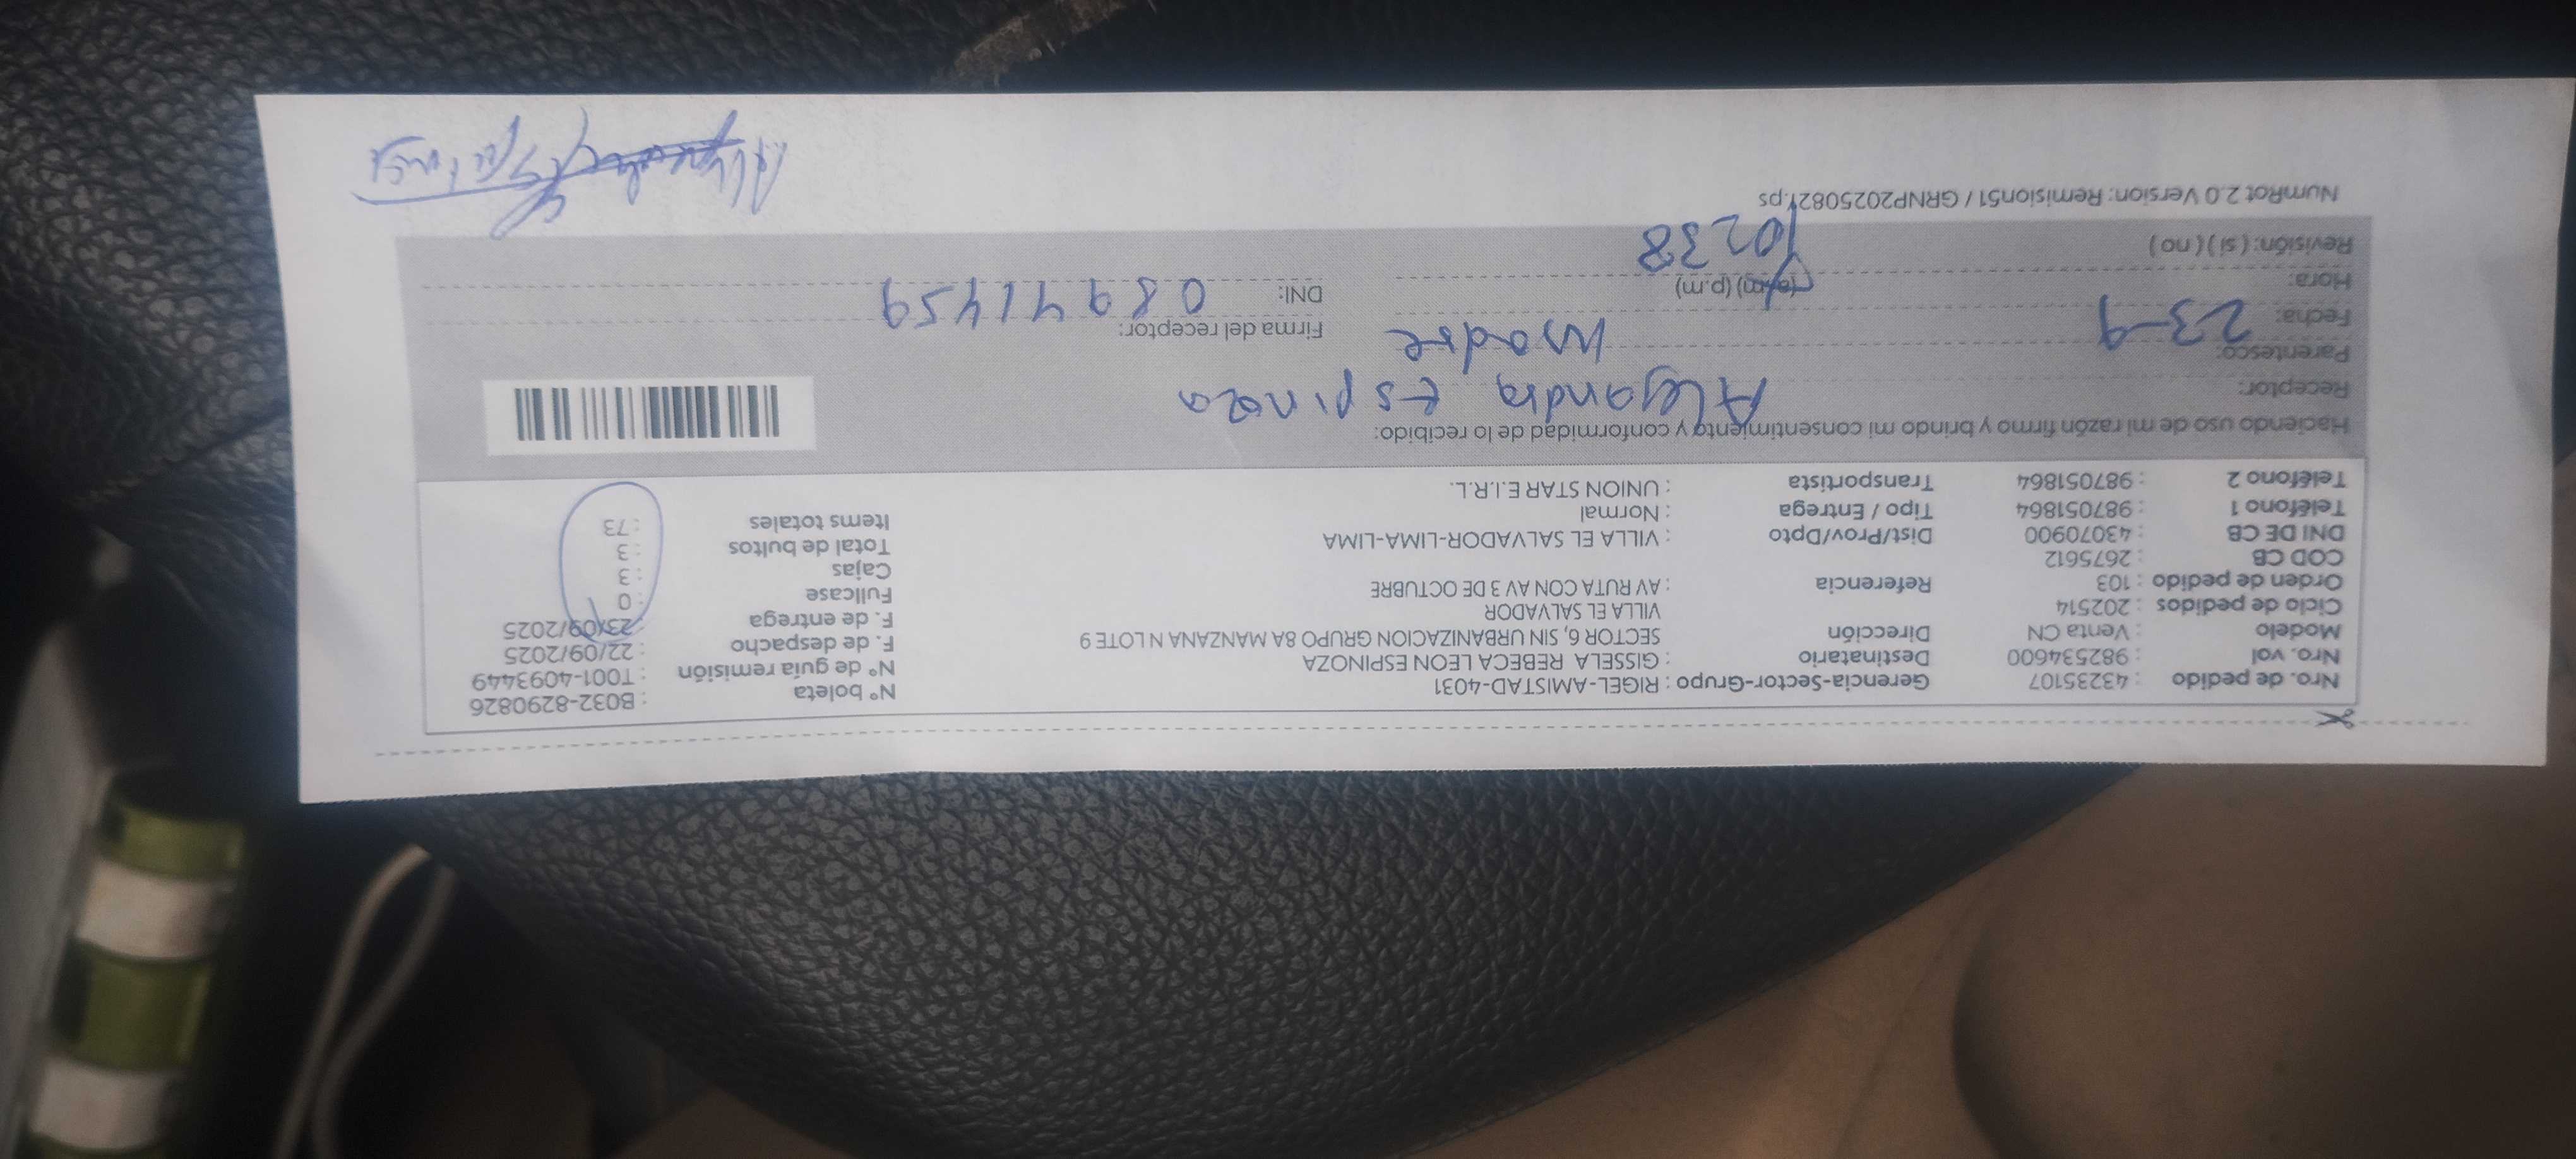 Nro. de pedido : 43235107 Gerencia-Sector-Grupo : RIGEL-AMISTAD-4031 N° boleta : B032-8290826
Nro. vol : 982534600 Destinatario : GISSELA REBECA LEON ESPINOZA N° de guía remisión : T001-4093449
Modelo : Venta CN Dirección : SECTOR 6, SIN URBANIZACION GRUPO 8A MANZANA N LOTE 9 F. de despacho : 22/09/2025
Ciclo de pedidos : 202514 VILLA EL SALVADOR F. de entrega : 23/09/2025
Orden de pedido : 103 Referencia : AV RUTA CON AV 3 DE OCTUBRE Fullcase : 0
COD CB : 2675612 Cajas : 3
DNI DE CB : 43070900 Dist/Prov/Dpto : VILLA EL SALVADOR-LIMA-LIMA Total de bultos : 3
Teléfono 1 : 987051864 Tipo / Entrega : Normal Items totales : 73
Teléfono 2 : 987051864 Transportista : UNION STAR E.I.R.L.
Haciendo uso de mi razón firmo y brindo mi consentimiento y conformidad de lo recibido:
Receptor: Alejandra Espinoza
Parentesco: Madre
Fecha: 23-9 Firma del receptor:
Hora: (a.m) (p.m) DNI: 08941459
Revisión: ( si ) ( no )
NumRot 2.0 Version: Remision51 / GRNP20250821.ps